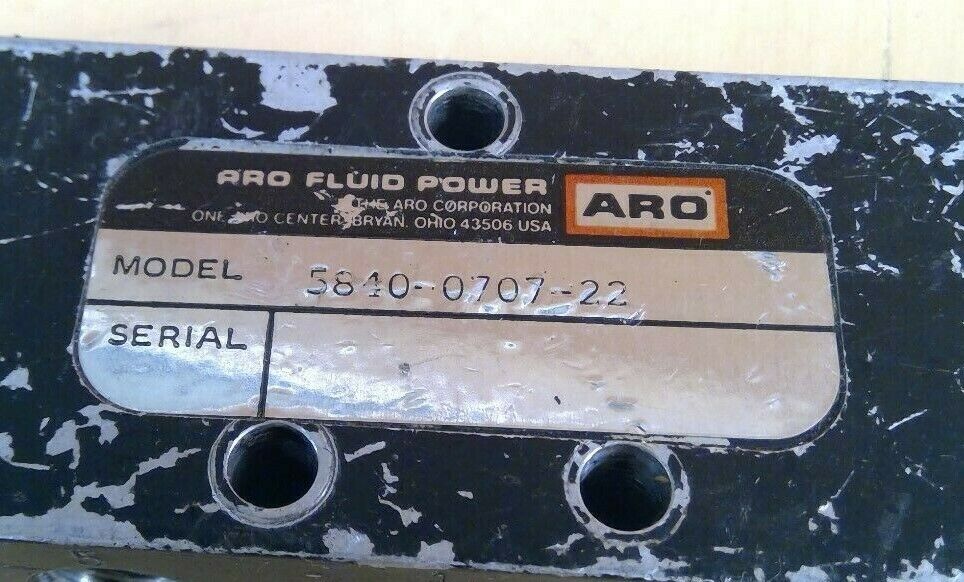 ARO FLUID POWER
ARO
THE ARO CORPORATION
ONE ARO CENTER, BRYAN, OHIO 43506 USA
MODEL 5840-0707-22
SERIAL